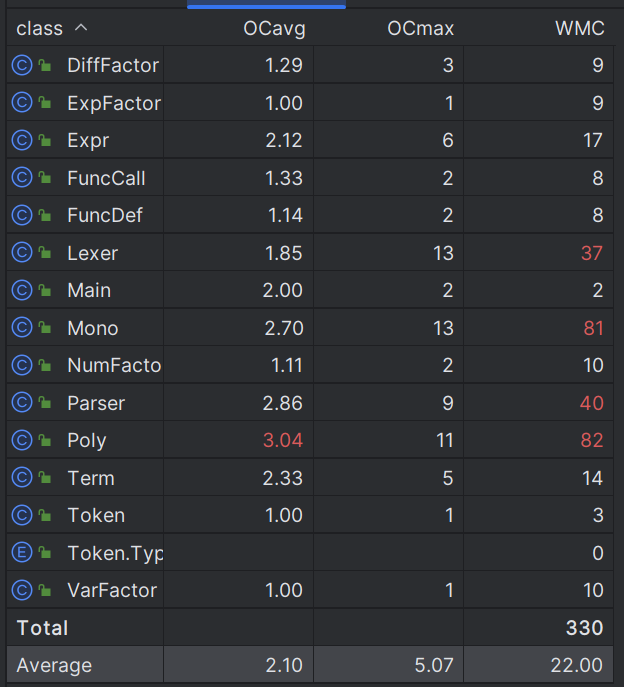 class OCavg OCmax WMC
C DiffFactor 1.29 3 9
C ExpFactor 1.00 1 9
C Expr 2.12 6 17
C FuncCall 1.33 2 8
C FuncDef 1.14 2 8
C Lexer 1.85 13 37
C Main 2.00 2 2
C Mono 2.70 13 81
C NumFacto 1.11 2 10
C Parser 2.86 9 40
C Poly 3.04 11 82
C Term 2.33 5 14
C Token 1.00 1 3
E Token.Typ 0
C VarFactor 1.00 1 10
Total 330
Average 2.10 5.07 22.00